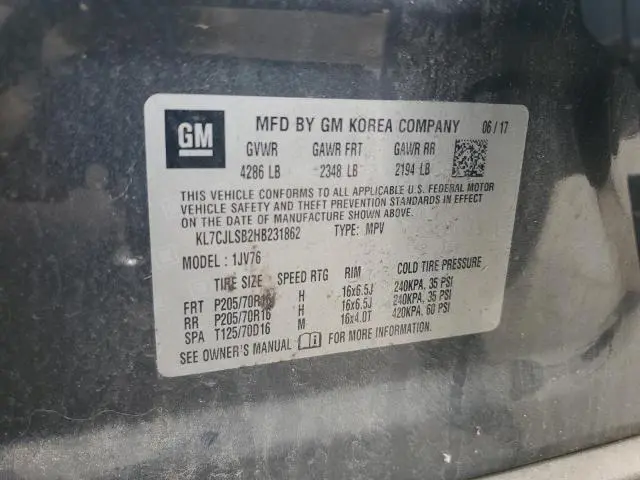 GM MFD BY GM KOREA COMPANY 06/17
GVWR GAWR FRT GAWR RR
4286 LB 2348 LB 2194 LB
THIS VEHICLE CONFORMS TO ALL APPLICABLE U.S. FEDERAL MOTOR
VEHICLE SAFETY AND THEFT PREVENTION STANDARDS IN EFFECT
ON THE DATE OF MANUFACTURE SHOWN ABOVE.
KL7CJLSB2HB231862 TYPE: MPV
MODEL: 1JV76
TIRE SIZE SPEED RTG RIM COLD TIRE PRESSURE
FRT P205/70R16 H 16x6.5J 240KPA, 35 PSI
RR P205/70R16 H 16x6.5J 240KPA, 35 PSI
SPA T125/70D16 M 16x4.0T 420KPA, 60 PSI
SEE OWNER'S MANUAL FOR MORE INFORMATION.